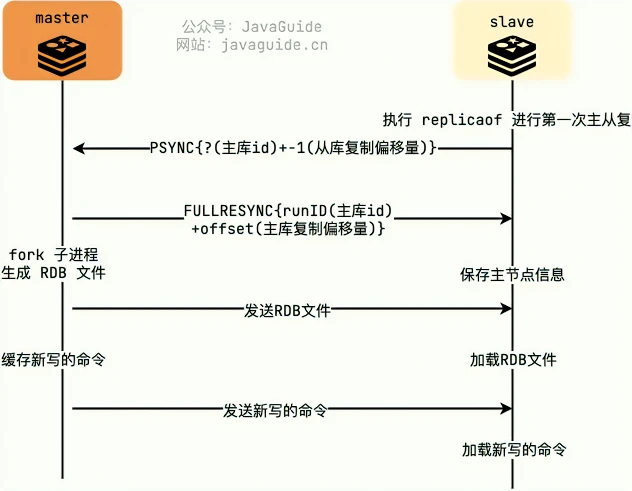 master
公众号: JavaGuide
网站: javaguide.cn
slave
执行 replicaof 进行第一次主从复
PSYNC{?(主库id)+-1(从库复制偏移量)}
FULLRESYNC{runID(主库id)
+offset(主库复制偏移量)}
fork 子进程
生成 RDB 文件
保存主节点信息
发送RDB文件
缓存新写的命令
加载RDB文件
发送新写的命令
加载新写的命令